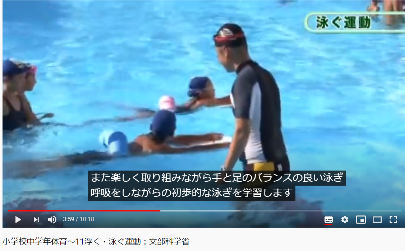 泳ぐ運動
また楽しく取り組みながら手と足のバランスの良い泳ぎ
呼吸をしながらの初歩的な泳ぎを学習します
3:59 / 10:18
小学校中学年体育~11浮く・泳ぐ運動：文部科学省